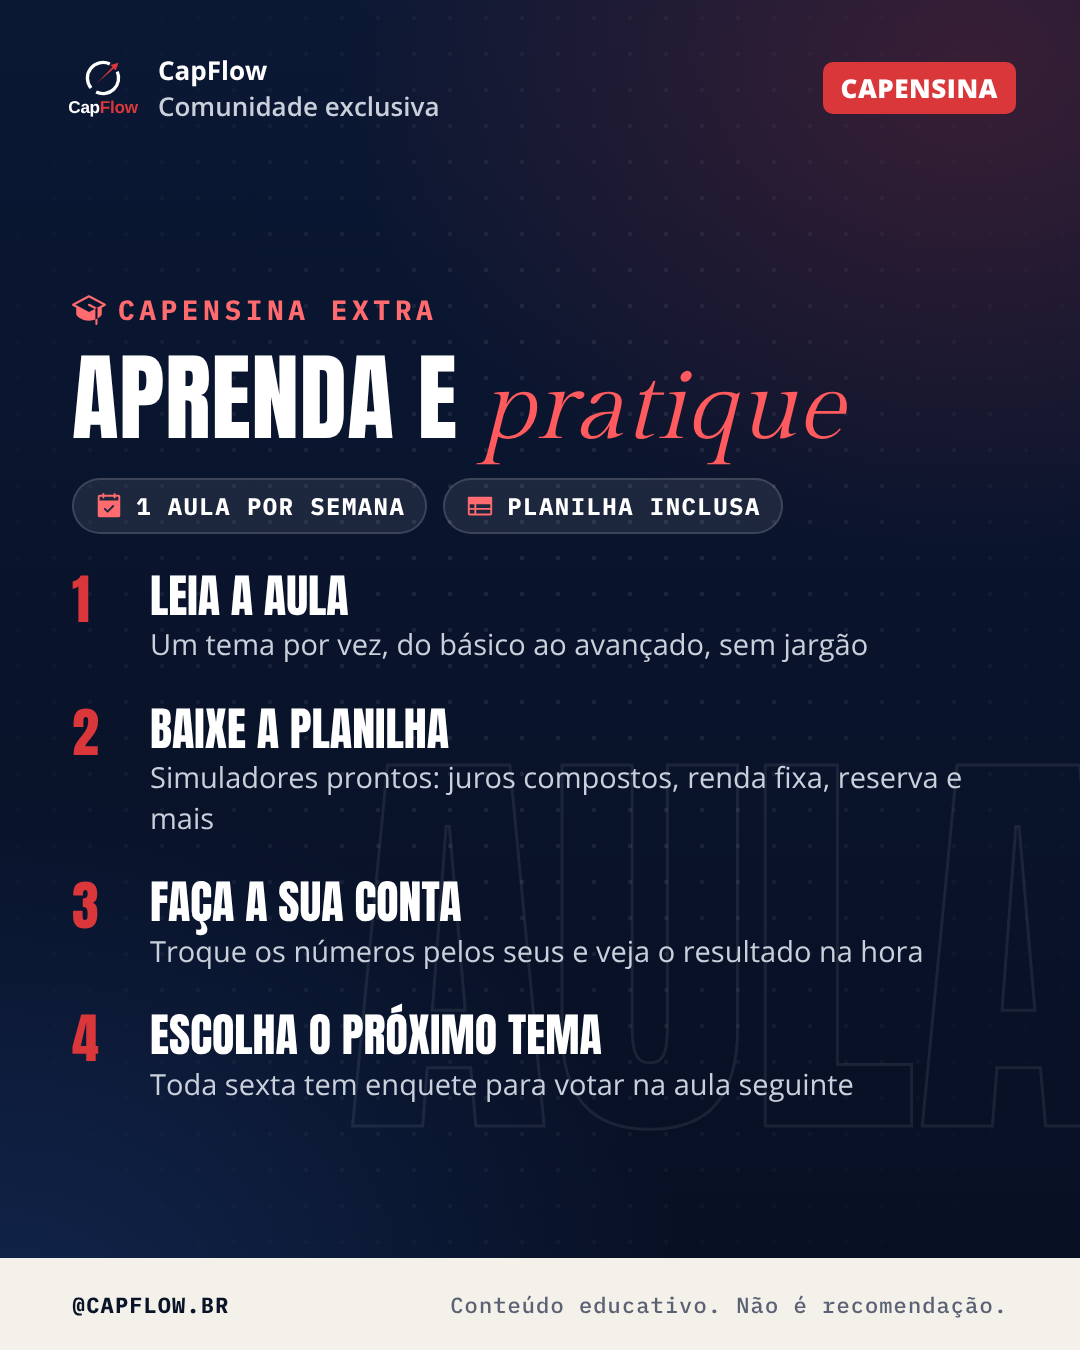 CapFlow
CapFlow
Comunidade exclusiva
CAPENSINA
CAPENSINA EXTRA
APRENDA E pratique
1 AULA POR SEMANA
PLANILHA INCLUSA
1
LEIA A AULA
Um tema por vez, do básico ao avançado, sem jargão
2
BAIXE A PLANILHA
Simuladores prontos: juros compostos, renda fixa, reserva e
mais
3
FAÇA A SUA CONTA
Troque os números pelos seus e veja o resultado na hora
4
ESCOLHA O PRÓXIMO TEMA
Toda sexta tem enquete para votar na aula seguinte
AULA
@CAPFLOW.BR
Conteúdo educativo. Não é recomendação.